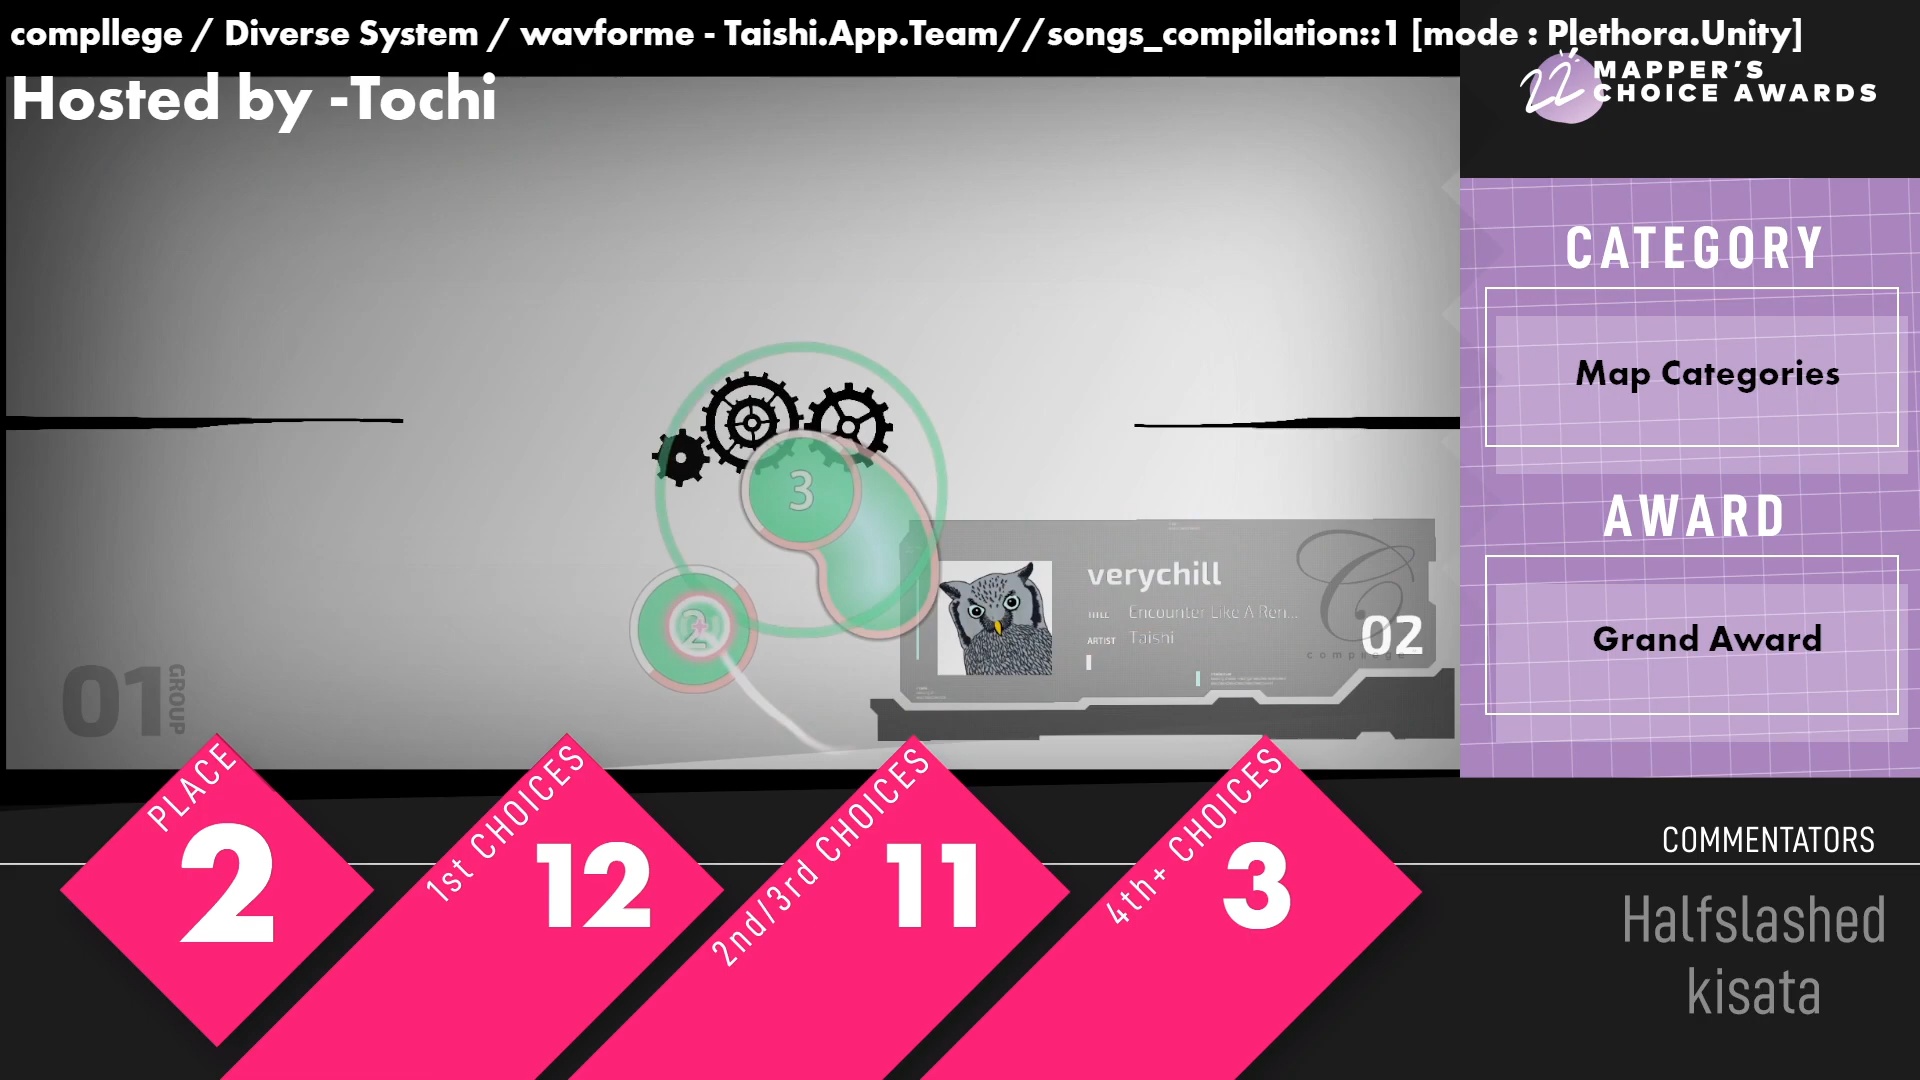 compllege / Diverse System / wavforme - Taishi.App.Team//songs_compilation::1 [mode : Plethora.Unity]
Hosted by -Tochi
22
MAPPER'S
CHOICE AWARDS
CATEGORY
Map Categories
AWARD
Grand Award
3
2
verychill
TITLE Encounter Like A Ren...
ARTIST Taishi
C
02
compllege
01
GROUP
PLACE
2
1st CHOICES
12
2nd/3rd CHOICES
11
4th+ CHOICES
3
COMMENTATORS
Halfslashed
kisata